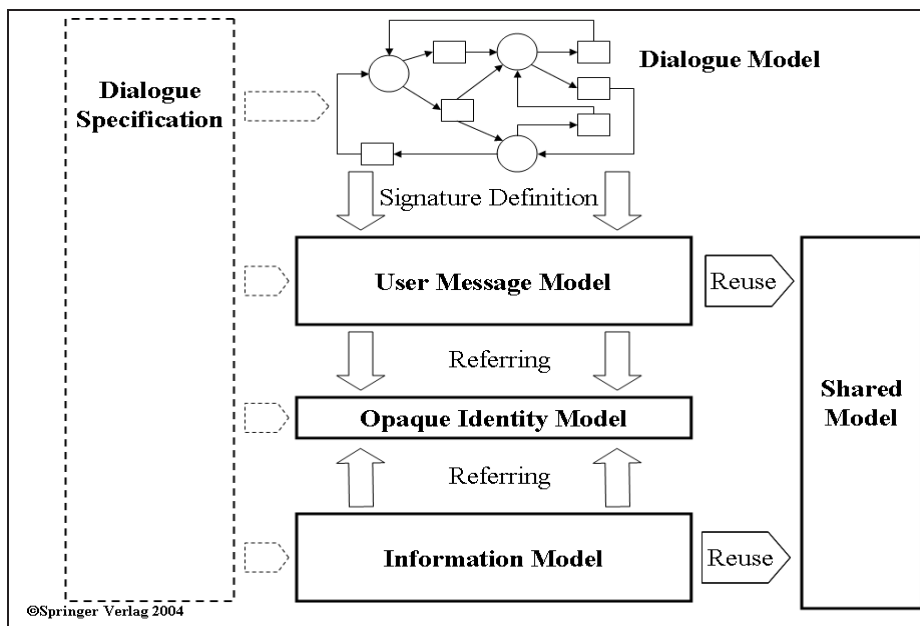 Dialogue
Specification
Dialogue Model
Signature Definition
User Message Model
Reuse
Referring
Opaque Identity Model
Referring
Information Model
Reuse
Shared
Model
©Springer Verlag 2004